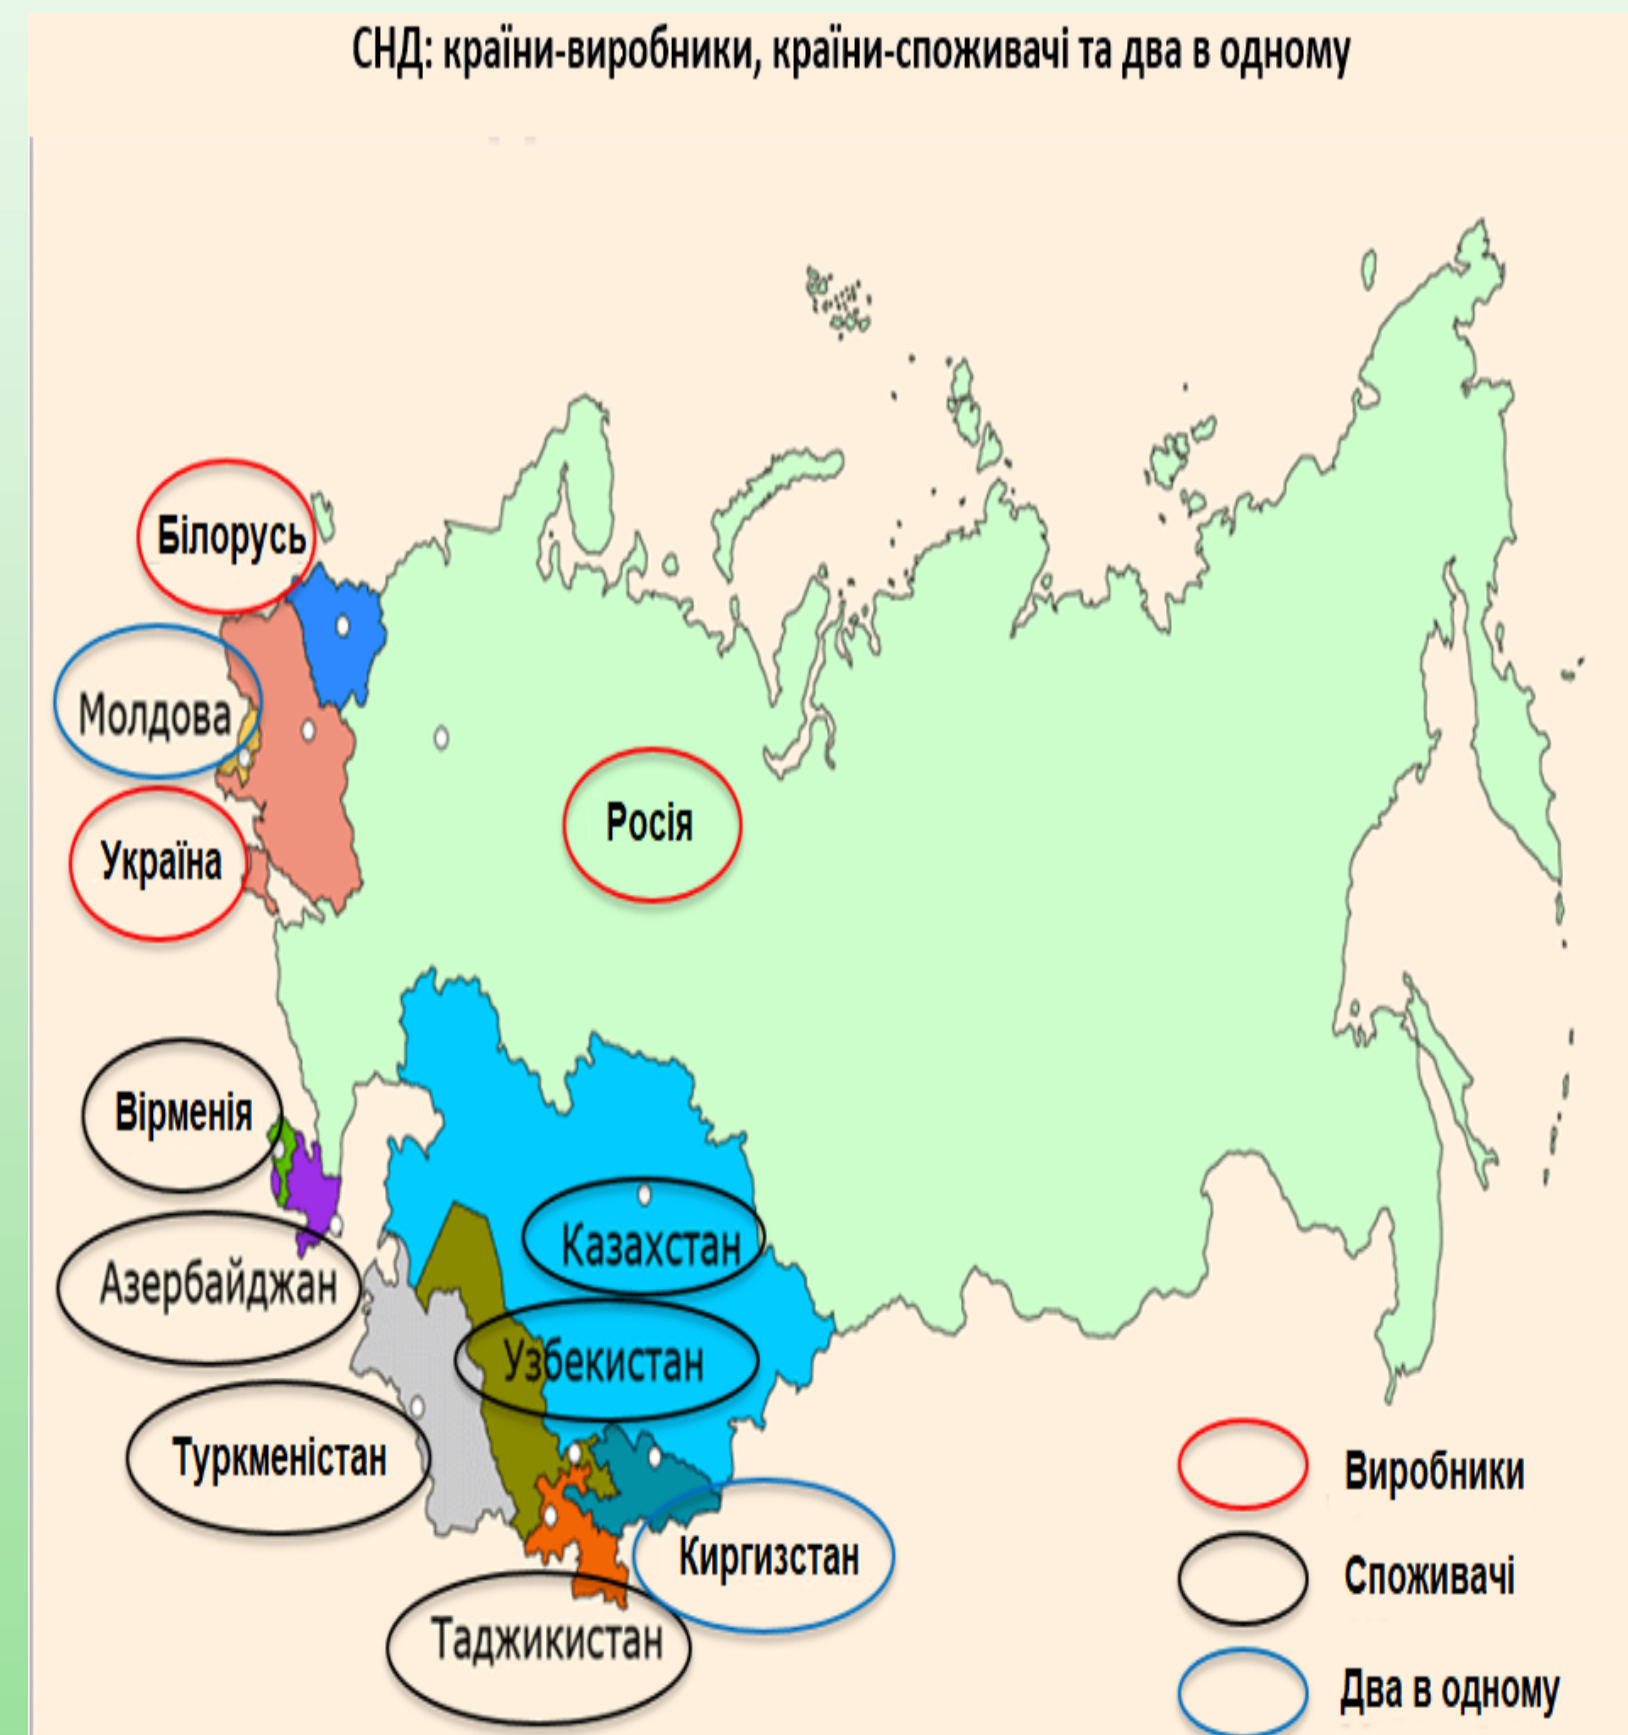 СНД: країни-виробники, країни-споживачі та два в одному
Білорусь
Молдова
Україна
Росія
Вірменія
Азербайджан
Казахстан
Узбекистан
Туркменістан
Киргизстан
Таджикистан
Виробники
Споживачі
Два в одному